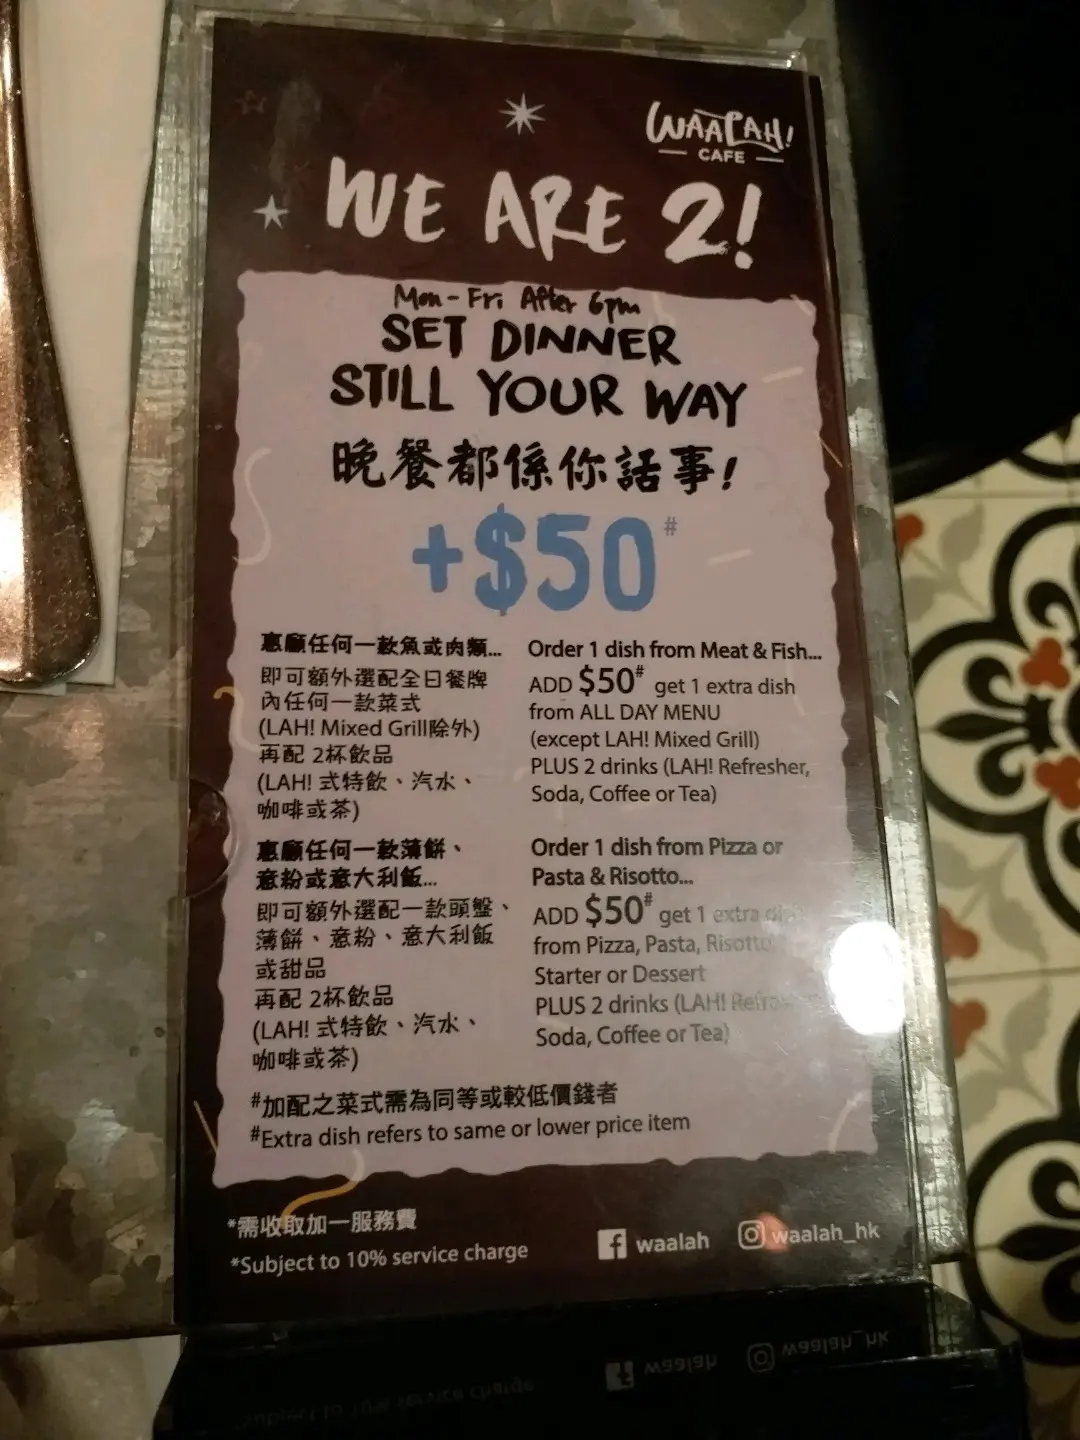 WAALAH!
CAFE
WE ARE 2!
Mon - Fri After 6pm
SET DINNER
STILL YOUR WAY
晚餐都係你話事!
+$50#
惠顧任何一款魚或肉類...
即可額外選配全日餐牌
內任何一款菜式
(LAH! Mixed Grill除外)
再配 2杯飲品
(LAH! 式特飲、汽水、
咖啡或茶)
Order 1 dish from Meat & Fish...
ADD $50# get 1 extra dish
from ALL DAY MENU
(except LAH! Mixed Grill)
PLUS 2 drinks (LAH! Refresher,
Soda, Coffee or Tea)
惠顧任何一款薄餅、
意粉或意大利飯...
即可額外選配一款頭盤、
薄餅、意粉、意大利飯
或甜品
再配 2杯飲品
(LAH! 式特飲、汽水、
咖啡或茶)
Order 1 dish from Pizza or
Pasta & Risotto...
ADD $50# get 1 extra
from Pizza, Pasta, Risotto,
Starter or Dessert
PLUS 2 drinks (LAH!
Soda, Coffee or Tea)
#加配之菜式需為同等或較低價錢者
#Extra dish refers to same or lower price item
*需收取加一服務費
*Subject to 10% service charge
waalah
waalah_hk